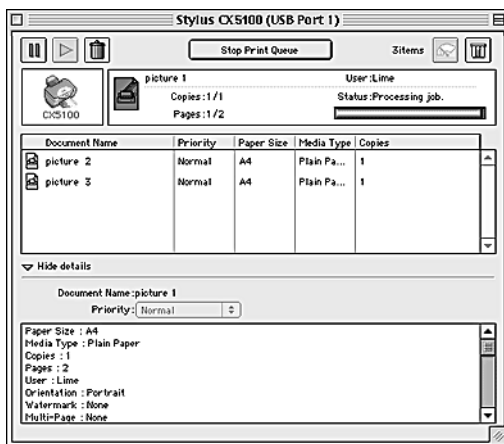 Stylus CX5100 (USB Port 1)
Stop Print Queue
3items
CX5100
picture 1
User:Lime
Copies:1/1
Status:Processing job.
Pages:1/2
Document Name Priority Paper Size Media Type Copies
picture 2 Normal A4 Plain Pa... 1
picture 3 Normal A4 Plain Pa... 1
Hide details
Document Name:picture 1
Priority: Normal
Paper Size : A4
Media Type : Plain Paper
Copies : 1
Pages : 2
User : Lime
Orientation : Portrait
Watermark : None
Multi-Page : None